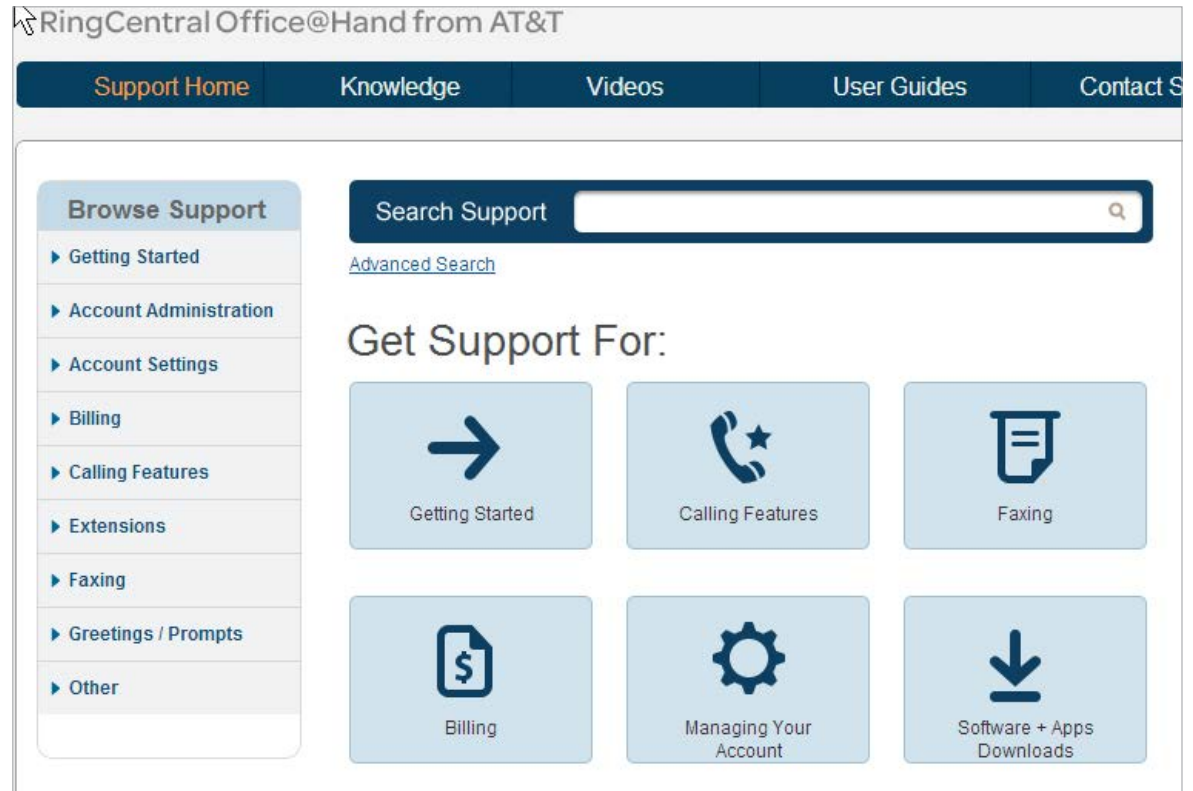 RingCentral Office@Hand from AT&T
Support Home Knowledge Videos User Guides Contact S
Browse Support
Getting Started
Account Administration
Account Settings
Billing
Calling Features
Extensions
Faxing
Greetings / Prompts
Other
Search Support
Advanced Search
Get Support For:
Getting Started
Calling Features
Faxing
Billing
Managing Your
Account
Software + Apps
Downloads